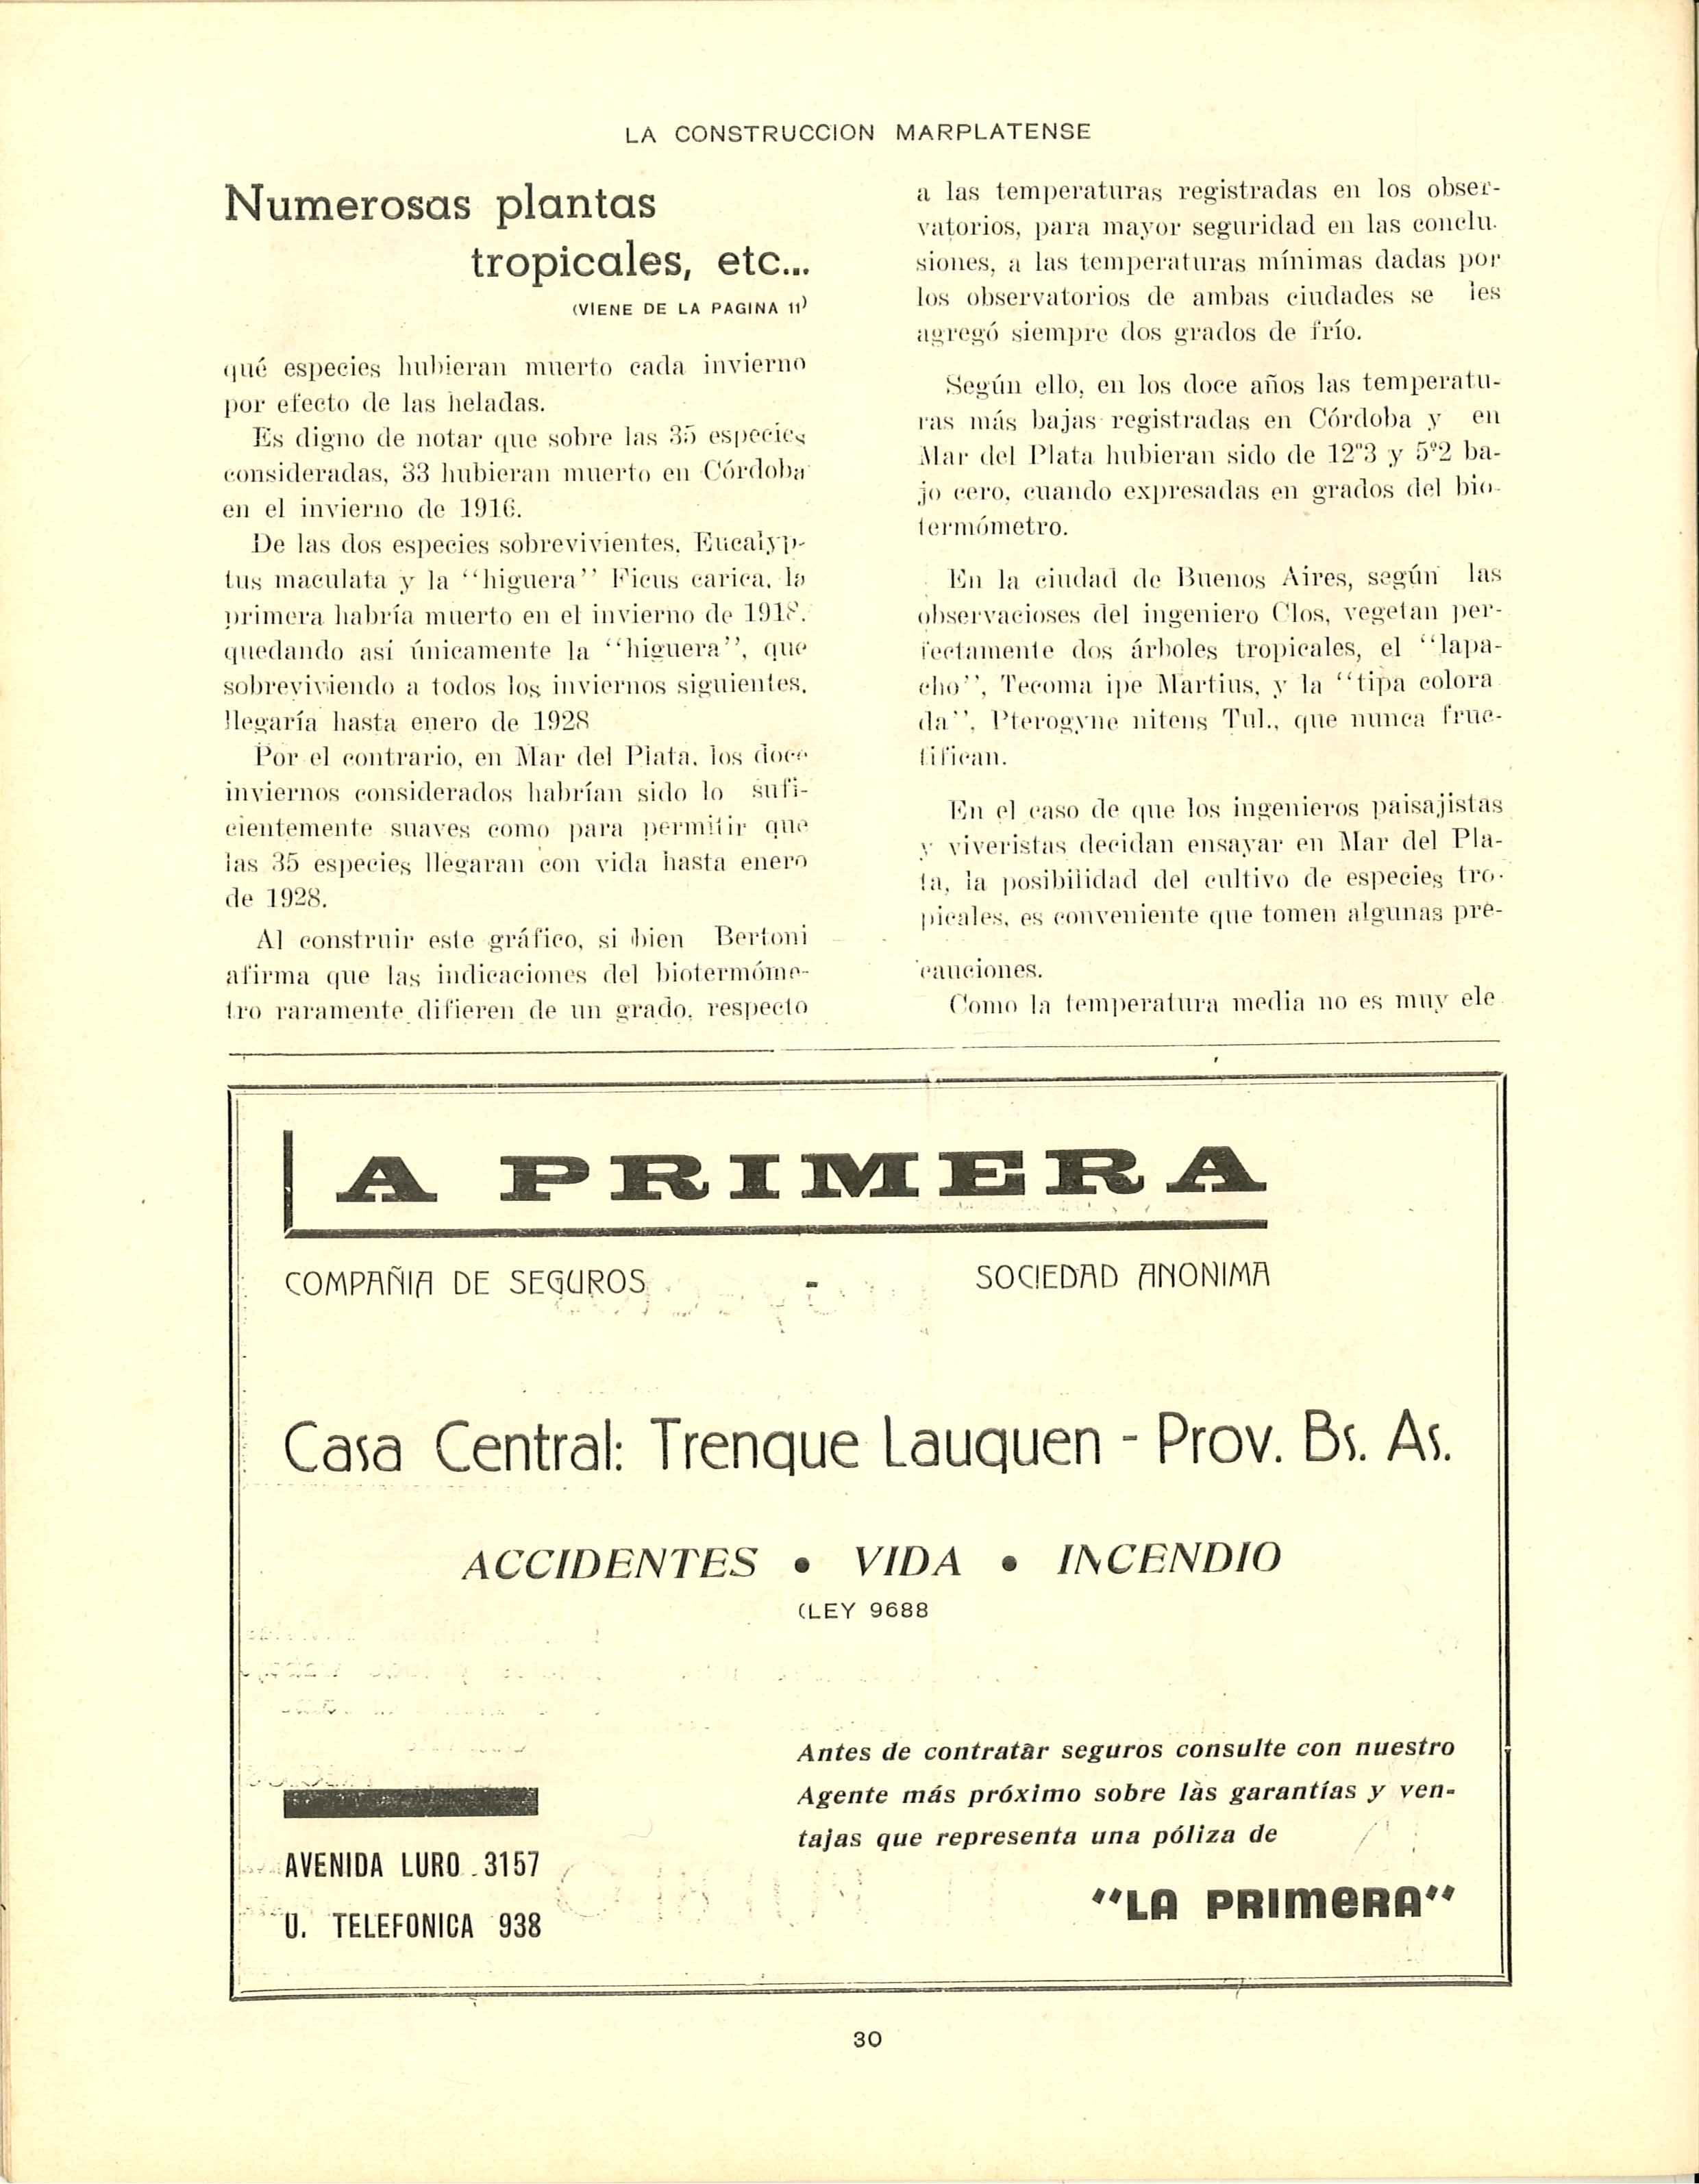 LA CONSTRUCCION MARPLATENSE
Numerosas plantas
tropicales, etc...
(VIENE DE LA PAGINA 11)
qué especies hubieran muerto cada invierno
por efecto de las heladas.
Es digno de notar que sobre las 35 especies
consideradas, 33 hubieran muerto en Córdoba
en el invierno de 1916.
De las dos especies sobrevivientes, Eucalyp-
tus maculata y la "higuera" Ficus carica, la
primera habría muerto en el invierno de 1918.
quedando así únicamente la "higuera", que
sobreviviendo a todos los inviernos siguientes,
llegaría hasta enero de 1928
Por el contrario, en Mar del Plata, los doce
inviernos considerados habrían sido lo sufi-
cientemente suaves como para permitir que
las 35 especies llegaran con vida hasta enero
de 1928.
Al construir este gráfico, si bien Bertoni
afirma que las indicaciones del biotermóme-
tro raramente difieren de un grado, respecto
a las temperaturas registradas en los obser-
vatorios, para mayor seguridad en las conclu.
siones, a las temperaturas mínimas dadas por
los observatorios de ambas ciudades se les
agregó siempre dos grados de frío.
Según ello, en los doce años las temperatu-
ras más bajas registradas en Córdoba y en
Mar del Plata hubieran sido de 12°3 y 5°2 ba-
jo cero, cuando expresadas en grados del bio-
termómetro.
En la ciudad de Buenos Aires, según las
observacioses del ingeniero Clos, vegetan per-
fectamente dos árboles tropicales, el "lapa-
cho", Tecoma ipe Martius, y la "tipa colora
da", Pterogyne nitens Tul., que nunca fruc-
tifican.
En el caso de que los ingenieros paisajistas
y viveristas decidan ensayar en Mar del Pla-
ta, la posibilidad del cultivo de especies tro-
picales, es conveniente que tomen algunas pre-
cauciones.
Como la temperatura media no es muy ele
LA PRIMERA
COMPAÑIA DE SEGUROS - SOCIEDAD ANONIMA
Casa Central: Trenque Lauquen - Prov. Bs. As.
ACCIDENTES • VIDA • INCENDIO
(LEY 9688
Antes de contratar seguros consulte con nuestro
Agente más próximo sobre las garantías y ven-
tajas que representa una póliza de
"LA PRIMERA"
AVENIDA LURO 3157
U. TELEFONICA 938
30